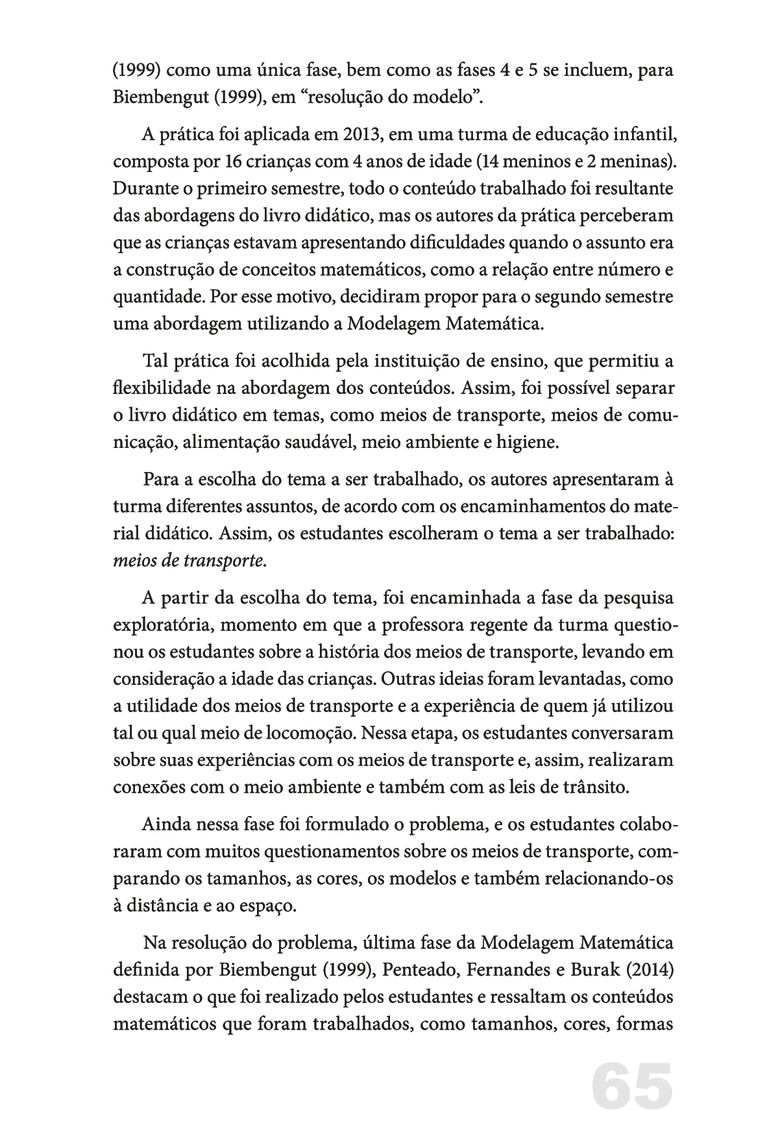 (1999) como uma única fase, bem como as fases 4 e 5 se incluem, para
Biembengut (1999), em “resolução do modelo”.
A prática foi aplicada em 2013, em uma turma de educação infantil,
composta por 16 crianças com 4 anos de idade (14 meninos e 2 meninas).
Durante o primeiro semestre, todo o conteúdo trabalhado foi resultante
das abordagens do livro didático, mas os autores da prática perceberam
que as crianças estavam apresentando dificuldades quando o assunto era
a construção de conceitos matemáticos, como a relação entre número e
quantidade. Por esse motivo, decidiram propor para o segundo semestre
uma abordagem utilizando a Modelagem Matemática.
Tal prática foi acolhida pela instituição de ensino, que permitiu a
flexibilidade na abordagem dos conteúdos. Assim, foi possível separar
o livro didático em temas, como meios de transporte, meios de comu-
nicação, alimentação saudável, meio ambiente e higiene.
Para a escolha do tema a ser trabalhado, os autores apresentaram à
turma diferentes assuntos, de acordo com os encaminhamentos do mate-
rial didático. Assim, os estudantes escolheram o tema a ser trabalhado:
meios de transporte.
A partir da escolha do tema, foi encaminhada a fase da pesquisa
exploratória, momento em que a professora regente da turma questio-
nou os estudantes sobre a história dos meios de transporte, levando em
consideração a idade das crianças. Outras ideias foram levantadas, como
a utilidade dos meios de transporte e a experiência de quem já utilizou
tal ou qual meio de locomoção. Nessa etapa, os estudantes conversaram
sobre suas experiências com os meios de transporte e, assim, realizaram
conexões com o meio ambiente e também com as leis de trânsito.
Ainda nessa fase foi formulado o problema, e os estudantes colabo-
raram com muitos questionamentos sobre os meios de transporte, com-
parando os tamanhos, as cores, os modelos e também relacionando-os
à distância e ao espaço.
Na resolução do problema, última fase da Modelagem Matemática
definida por Biembengut (1999), Penteado, Fernandes e Burak (2014)
destacam o que foi realizado pelos estudantes e ressaltam os conteúdos
matemáticos que foram trabalhados, como tamanhos, cores, formas
65